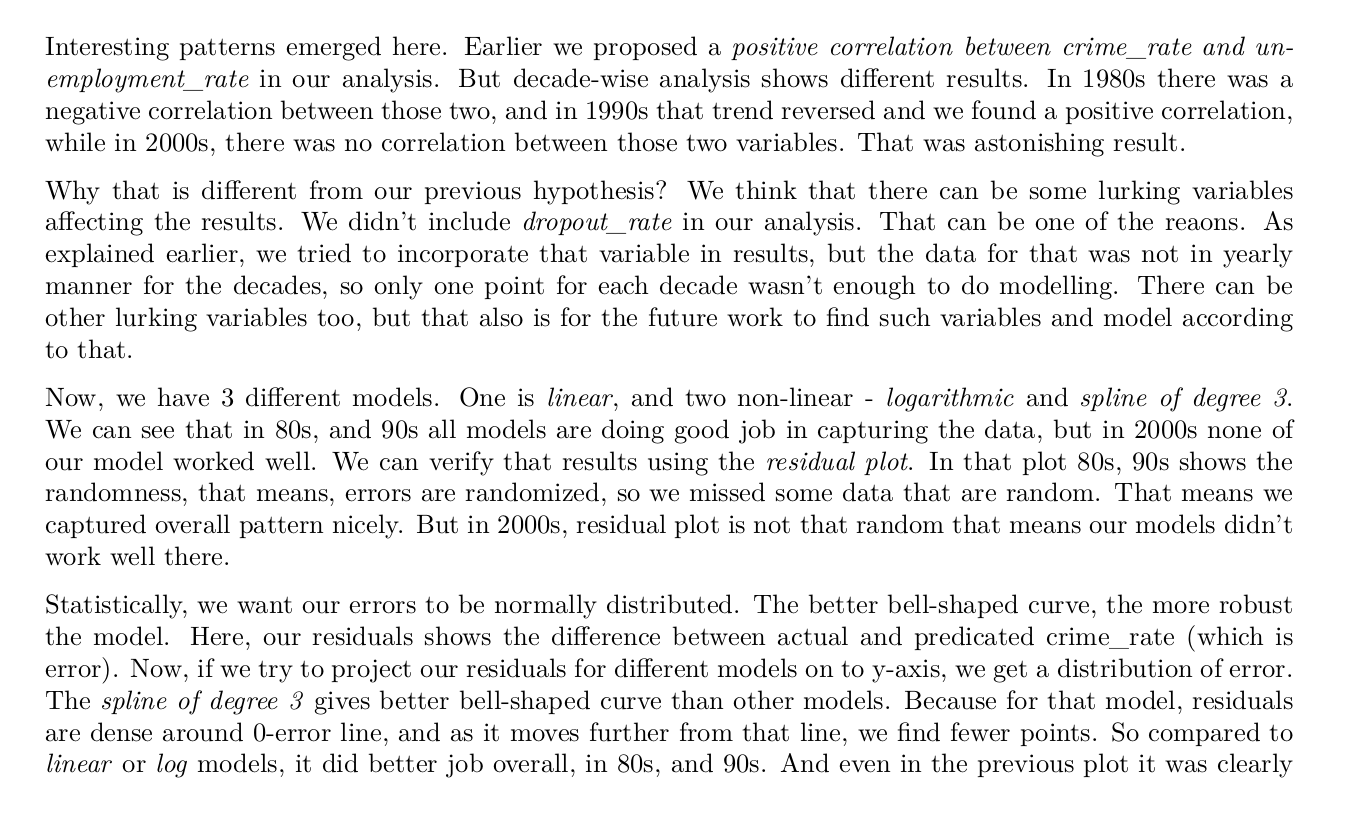 Interesting patterns emerged here. Earlier we proposed a positive correlation between crime_rate and un-
employment_rate in our analysis. But decade-wise analysis shows different results. In 1980s there was a
negative correlation between those two, and in 1990s that trend reversed and we found a positive correlation,
while in 2000s, there was no correlation between those two variables. That was astonishing result.
Why that is different from our previous hypothesis? We think that there can be some lurking variables
affecting the results. We didn't include dropout_rate in our analysis. That can be one of the reaons. As
explained earlier, we tried to incorporate that variable in results, but the data for that was not in yearly
manner for the decades, so only one point for each decade wasn't enough to do modelling. There can be
other lurking variables too, but that also is for the future work to find such variables and model according
to that.
Now, we have 3 different models. One is linear, and two non-linear - logarithmic and spline of degree 3.
We can see that in 80s, and 90s all models are doing good job in capturing the data, but in 2000s none of
our model worked well. We can verify that results using the residual plot. In that plot 80s, 90s shows the
randomness, that means, errors are randomized, so we missed some data that are random. That means we
captured overall pattern nicely. But in 2000s, residual plot is not that random that means our models didn't
work well there.
Statistically, we want our errors to be normally distributed. The better bell-shaped curve, the more robust
the model. Here, our residuals shows the difference between actual and predicated crime_rate (which is
error). Now, if we try to project our residuals for different models on to y-axis, we get a distribution of error.
The spline of degree 3 gives better bell-shaped curve than other models. Because for that model, residuals
are dense around 0-error line, and as it moves further from that line, we find fewer points. So compared to
linear or log models, it did better job overall, in 80s, and 90s. And even in the previous plot it was clearly